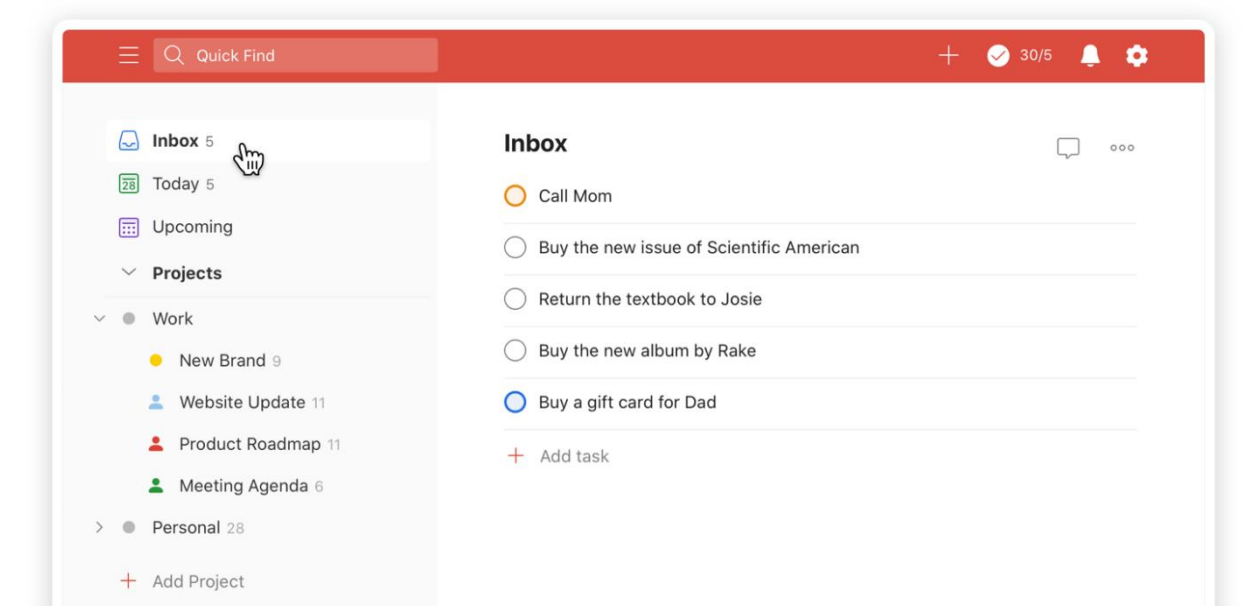 Quick Find
30/5
Inbox 5
28 Today 5
Upcoming
Projects
Work
New Brand 9
Website Update 11
Product Roadmap 11
Meeting Agenda 6
Personal 28
Add Project
Inbox
Call Mom
Buy the new issue of Scientific American
Return the textbook to Josie
Buy the new album by Rake
Buy a gift card for Dad
Add task